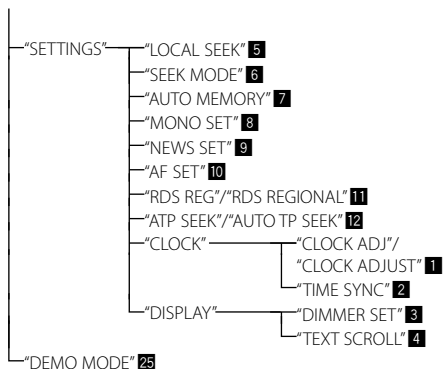 “SETTINGS” “LOCAL SEEK” 5
“SEEK MODE” 6
“AUTO MEMORY” 7
“MONO SET” 8
“NEWS SET” 9
“AF SET” 10
“RDS REG”/“RDS REGIONAL” 11
“ATP SEEK”/“AUTO TP SEEK” 12
“CLOCK” “CLOCK ADJ”/
“CLOCK ADJUST” 1
“TIME SYNC” 2
“DISPLAY” “DIMMER SET” 3
“TEXT SCROLL” 4
“DEMO MODE” 25